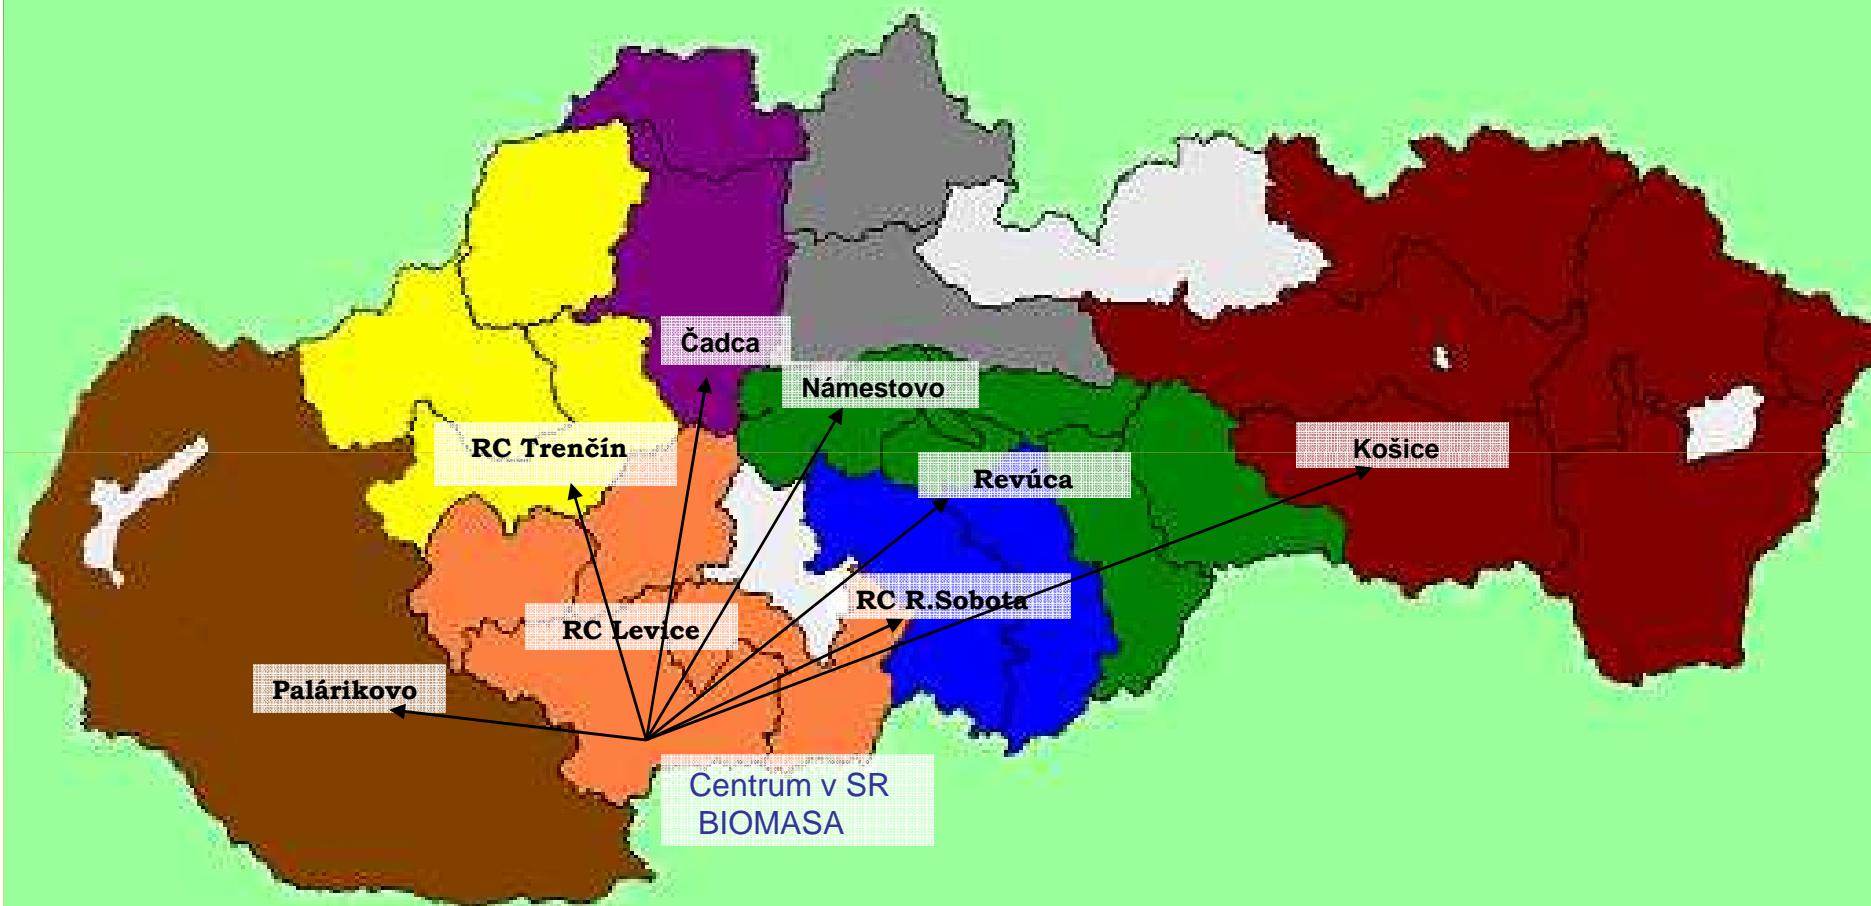 Čadca
Námestovo
RC Trenčín
Košice
Revúca
RC R.Sobota
RC Levice
Palárikovo
Centrum v SR
BIOMASA